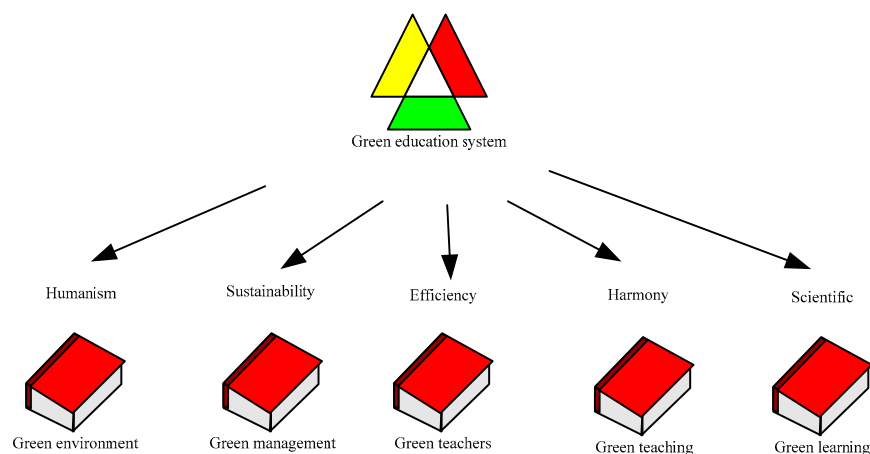 Green education system
Humanism
Sustainability
Efficiency
Harmony
Scientific
Green environment
Green management
Green teachers
Green teaching
Green learning